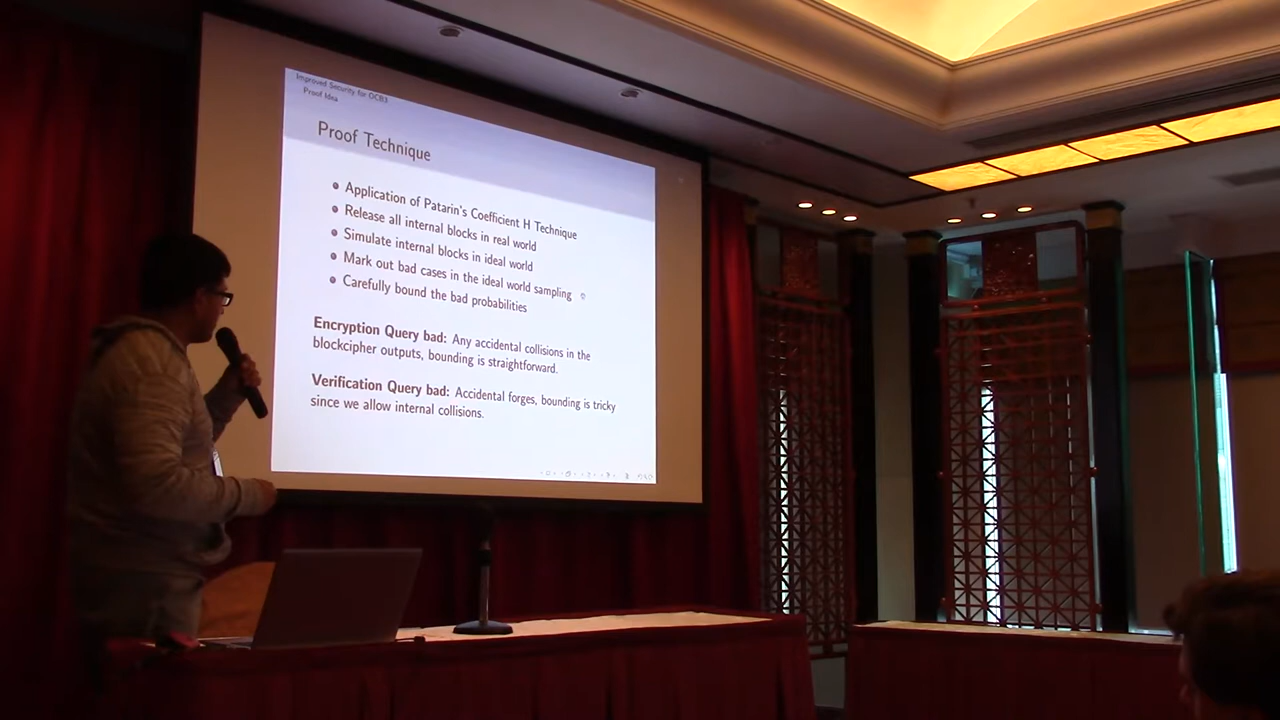 Improved Security for OCB3
Proof Idea
Proof Technique
Application of Patarin's Coefficient H Technique
Release all internal blocks in real world
Simulate internal blocks in ideal world
Mark out bad cases in the ideal world sampling
Carefully bound the bad probabilities
Encryption Query bad: Any accidental collisions in the
blockcipher outputs, bounding is straightforward.
Verification Query bad: Accidental forges, bounding is tricky
since we allow internal collisions.